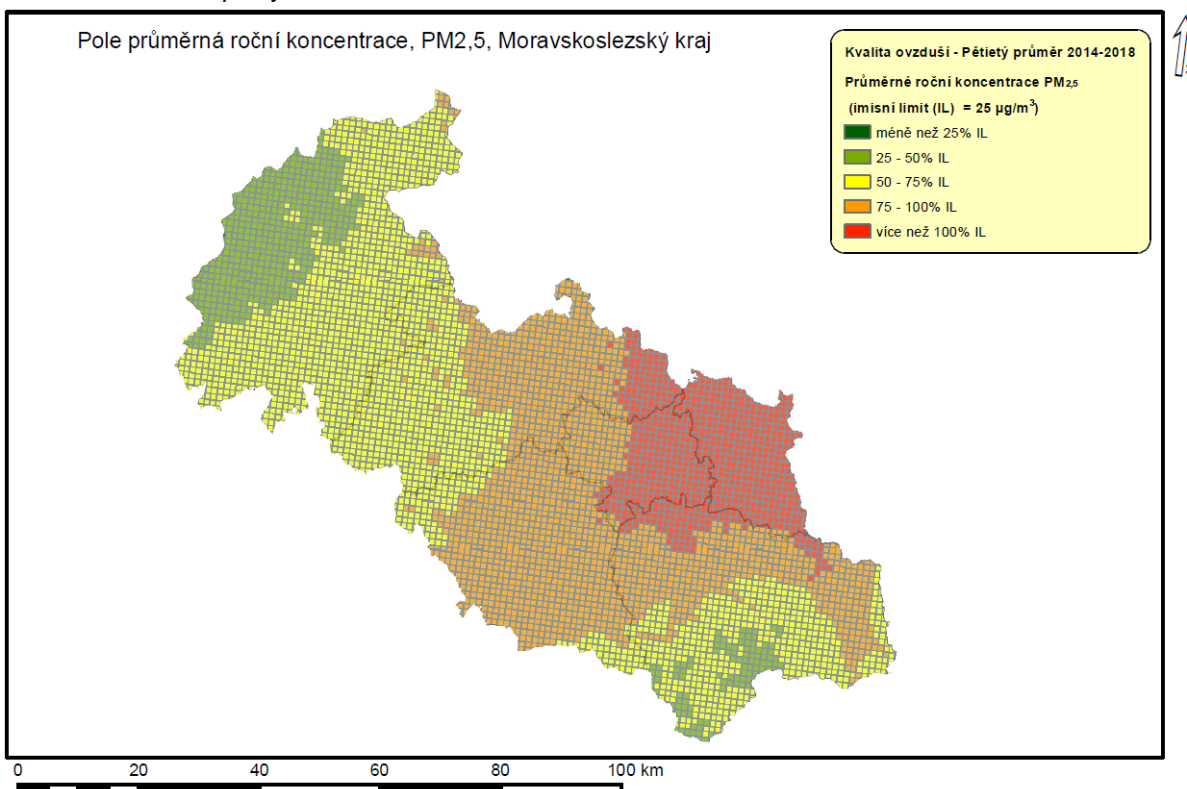 Pole průměrná roční koncentrace, PM2,5, Moravskoslezský kraj
Kvalita ovzduší - Pětietý průměr 2014-2018
Průměrné roční koncentrace PM2,5
(imisní limit (IL) = 25 µg/m³)
méně než 25% IL
25 - 50% IL
50 - 75% IL
75 - 100% IL
více než 100% IL
0 20 40 60 80 100 km